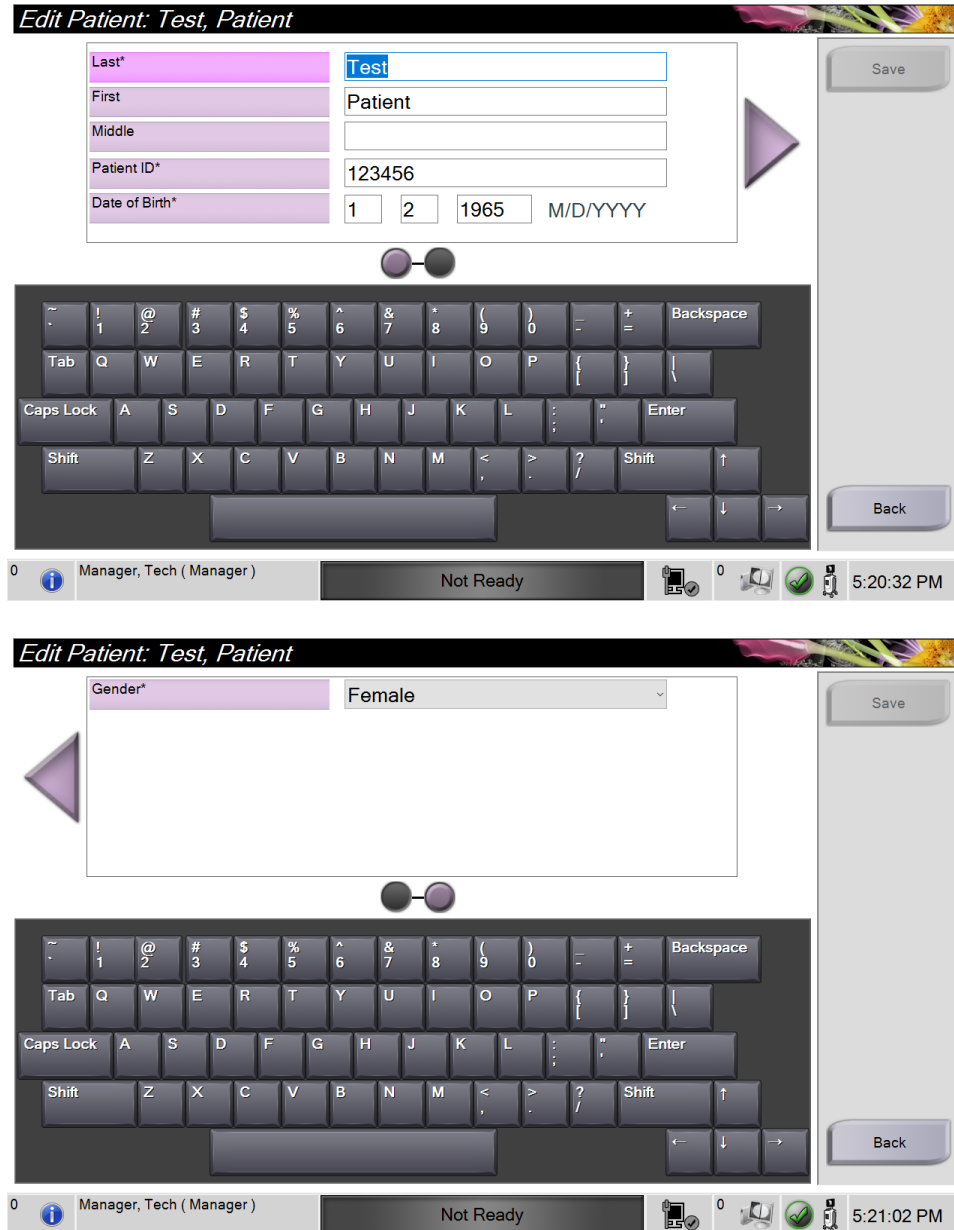 Edit Patient: Test, Patient
Last*
Test
Save
First
Patient
Middle
Patient ID*
123456
Date of Birth*
1 2 1965 M/D/YYYY
~ ! @ # $ % ^ & * ( ) _ + Backspace
` 1 2 3 4 5 6 7 8 9 0 - =
Tab Q W E R T Y U I O P { } |
[ ] \
Caps Lock A S D F G H J K L : " Enter
; '
Shift Z X C V B N M < > ? Shift ↑
, . /
← ↓ →
Back
0 Manager, Tech ( Manager ) Not Ready 0 5:20:32 PM
Edit Patient: Test, Patient
Gender*
Female
Save
~ ! @ # $ % ^ & * ( ) _ + Backspace
` 1 2 3 4 5 6 7 8 9 0 - =
Tab Q W E R T Y U I O P { } |
[ ] \
Caps Lock A S D F G H J K L : " Enter
; '
Shift Z X C V B N M < > ? Shift ↑
, . /
← ↓ →
Back
0 Manager, Tech ( Manager ) Not Ready 0 5:21:02 PM